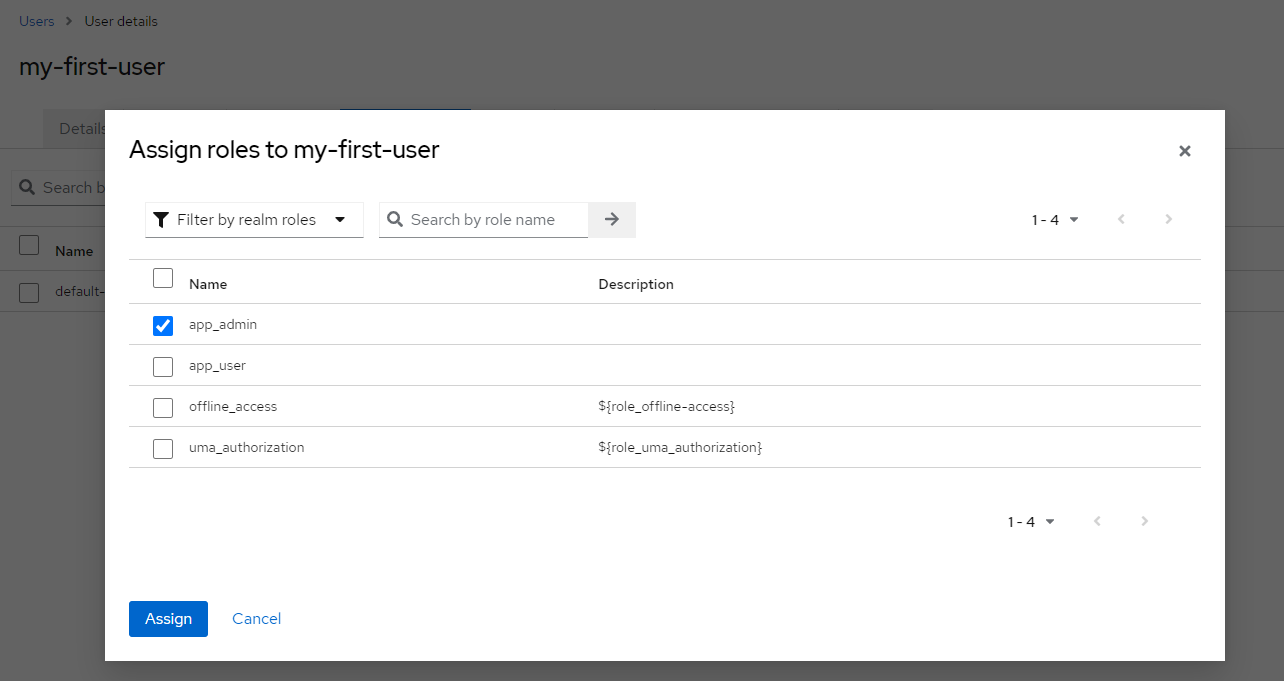 Users > User details
my-first-user
Details
Assign roles to my-first-user
Search b
Filter by realm roles Search by role name 1 - 4
Name
Name Description
default-
app_admin
app_user
offline_access ${role_offline-access}
uma_authorization ${role_uma_authorization}
1 - 4
Assign Cancel